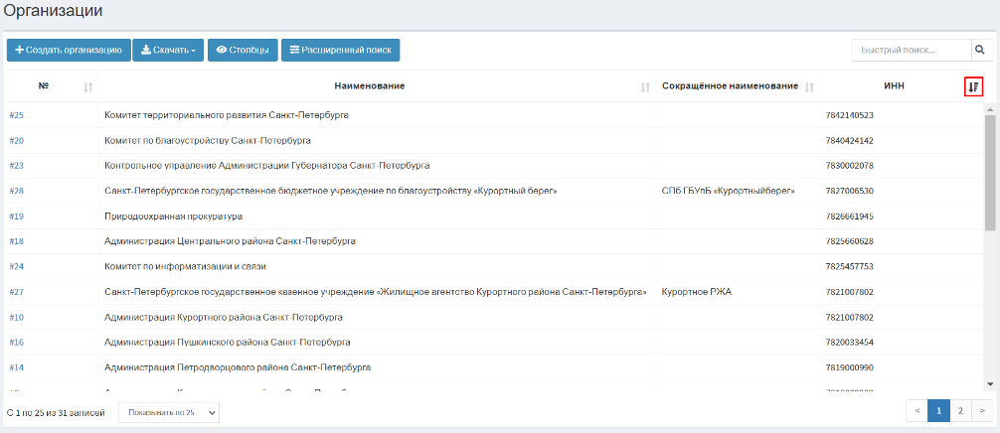 Организации
Создать организацию Скачать Столбцы Расширенный поиск Быстрый поиск...
№ Наименование Сокращённое наименование ИНН
#25 Комитет территориального развития Санкт-Петербурга 7842140523
#20 Комитет по благоустройству Санкт-Петербурга 7840424142
#23 Контрольное управление Администрации Губернатора Санкт-Петербурга 7830002078
#28 Санкт-Петербургское государственное бюджетное учреждение по благоустройству «Курортный берег» СПб ГБУпБ «Курортныйберег» 7827006530
#19 Природоохранная прокуратура 7826661945
#18 Администрация Центрального района Санкт-Петербурга 7825660628
#24 Комитет по информатизации и связи 7825457753
#27 Санкт-Петербургское государственное казенное учреждение «Жилищное агентство Курортного района Санкт-Петербурга» Курортное РЖА 7821007802
#10 Администрация Курортного района Санкт-Петербурга 7821007802
#16 Администрация Пушкинского района Санкт-Петербурга 7820033454
#14 Администрация Петродворцового района Санкт-Петербурга 7819000990
С 1 по 25 из 31 записей Показывать по 25 < 1 2 >